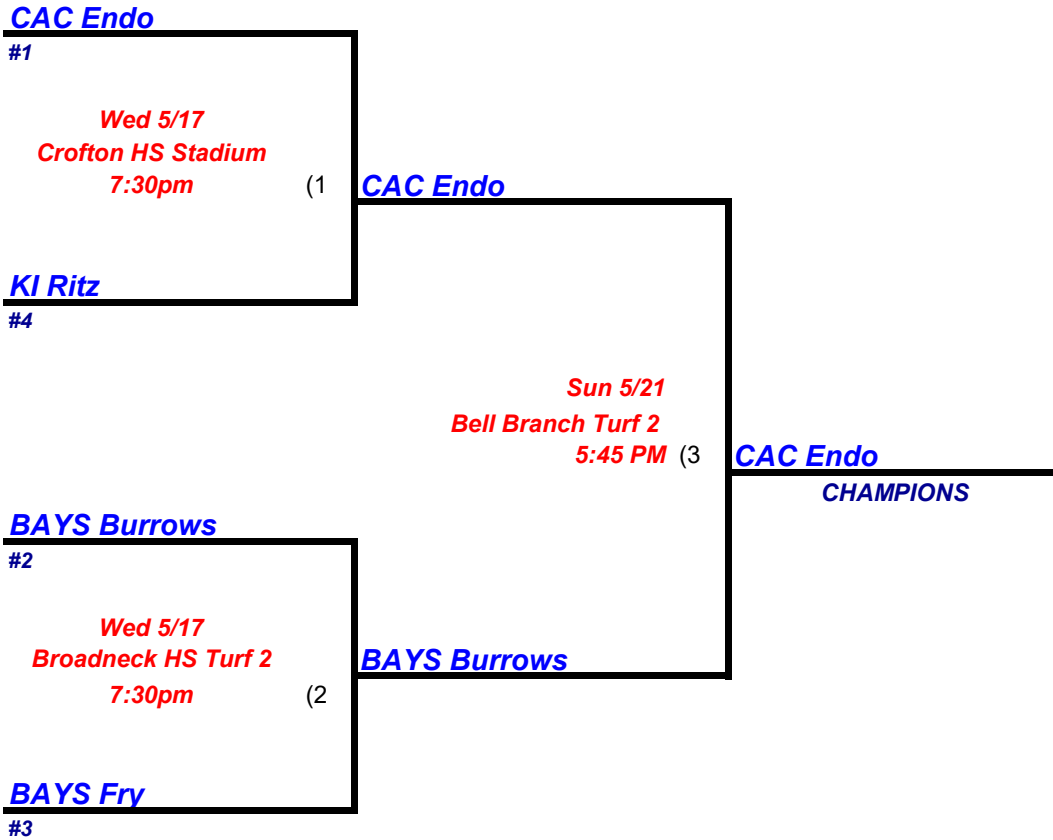 CAC Endo
#1
Wed 5/17
Crofton HS Stadium
7:30pm (1
CAC Endo
KI Ritz
#4
Sun 5/21
Bell Branch Turf 2
5:45 PM (3
CAC Endo
CHAMPIONS
BAYS Burrows
#2
Wed 5/17
Broadneck HS Turf 2
BAYS Burrows
7:30pm (2
BAYS Fry
#3